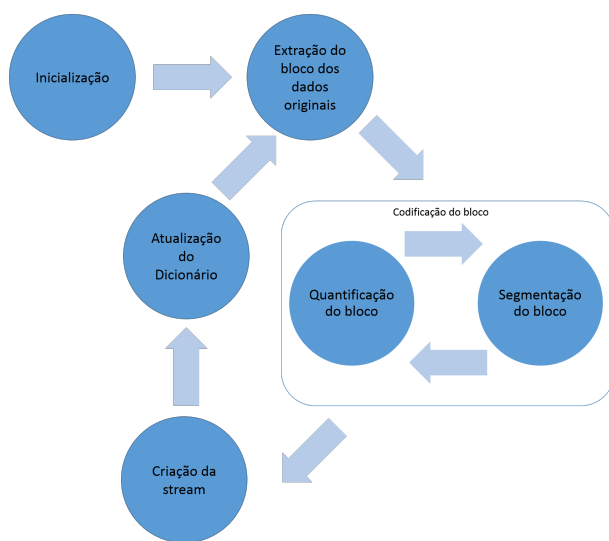 Inicialização
Extração do
bloco dos
dados
originais
Codificação do bloco
Atualização
do
Dicionário
Quantificação
do bloco
Segmentação
do bloco
Criação da
stream